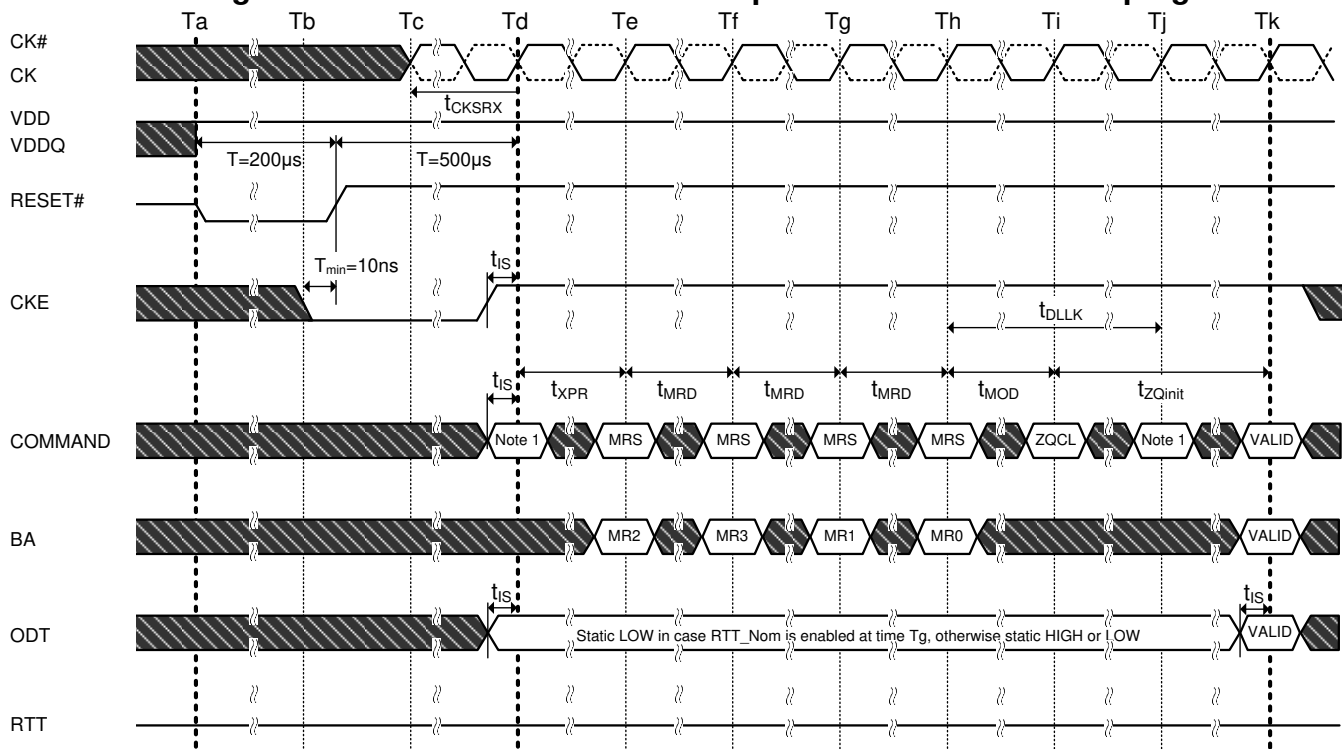 Ta Tb Tc Td Te Tf Tg Th Ti Tj Tk
CK#
CK
tCKSRX
VDD
VDDQ
T=200µs T=500µs
RESET#
Tmin=10ns
tIS
CKE
tDLLK
tIS tXPR tMRD tMRD tMRD tMOD tZQinit
COMMAND Note 1 MRS MRS MRS MRS ZQCL Note 1 VALID
BA MR2 MR3 MR1 MR0 VALID
tIS tIS
ODT Static LOW in case RTT_Nom is enabled at time Tg, otherwise static HIGH or LOW VALID
RTT